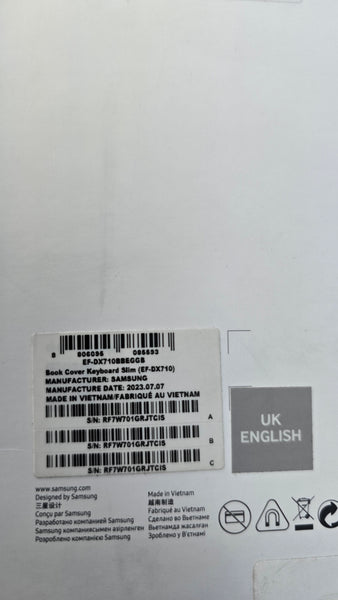 8 806095 085593
EF-DX710BBEGGB
Book Cover Keyboard Slim (EF-DX710)
MANUFACTURER: SAMSUNG
MANUFACTURE DATE: 2023.07.07
MADE IN VIETNAM/FABRIQUÉ AU VIETNAM
A
S/N: RF7W701GRJTCIS
B
S/N: RF7W701GRJTCIS
C
S/N: RF7W701GRJTCIS
UK
ENGLISH
www.samsung.com
Designed by Samsung
三星设计
Conçu par Samsung
Разработано компанией Samsung
Samsung компаниясымен әзірленген
Розроблено компанією Samsung
Made in Vietnam
越南制造
Fabriqué au Vietnam
Сделано во Вьетнаме
Вьетнамда жасалған
Зроблено у В'єтнамі